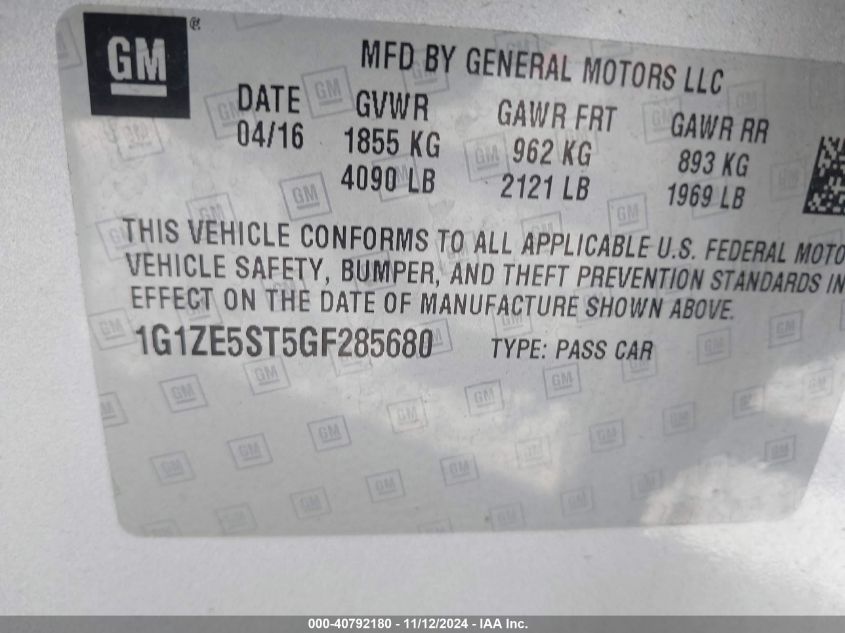 GM ®
MFD BY GENERAL MOTORS LLC
DATE GVWR GAWR FRT GAWR RR
04/16 1855 KG 962 KG 893 KG
4090 LB 2121 LB 1969 LB
THIS VEHICLE CONFORMS TO ALL APPLICABLE U.S. FEDERAL MOTO
VEHICLE SAFETY, BUMPER, AND THEFT PREVENTION STANDARDS IN
EFFECT ON THE DATE OF MANUFACTURE SHOWN ABOVE.
1G1ZE5ST5GF285680 TYPE: PASS CAR
000-40792180 - 11/12/2024 - IAA Inc.